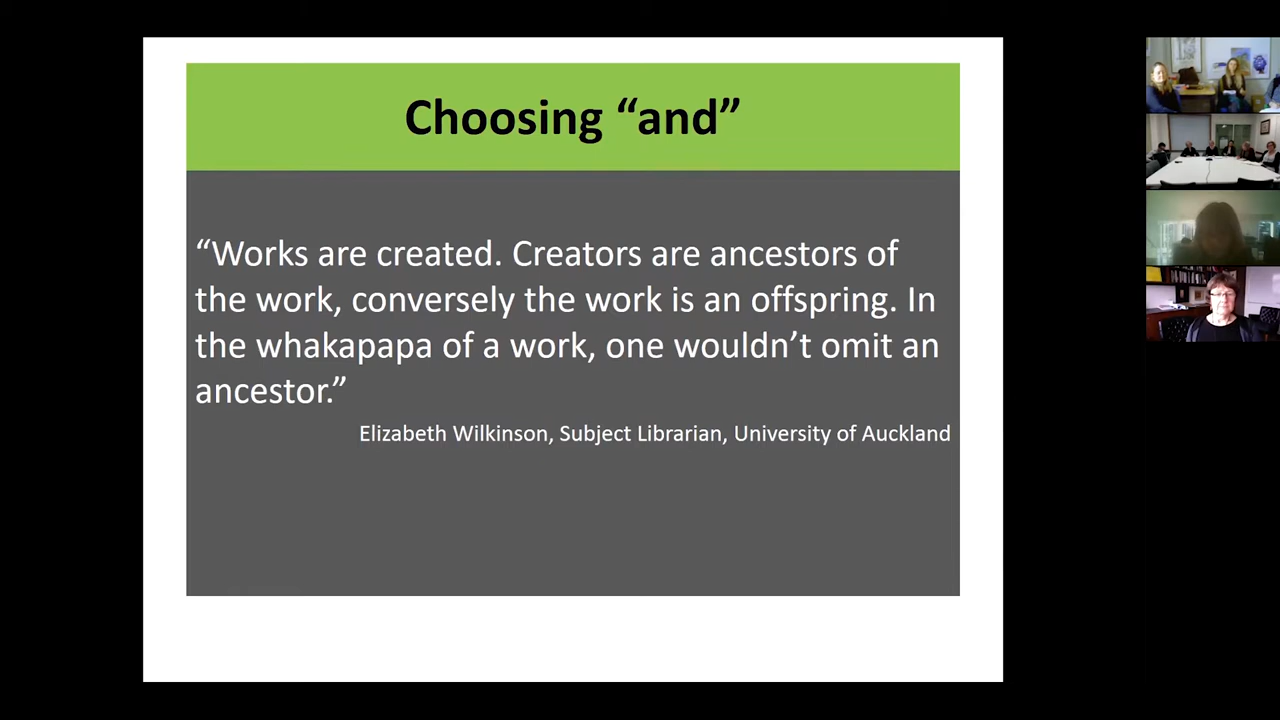 Choosing “and”
“Works are created. Creators are ancestors of
the work, conversely the work is an offspring. In
the whakapapa of a work, one wouldn’t omit an
ancestor.”
Elizabeth Wilkinson, Subject Librarian, University of Auckland